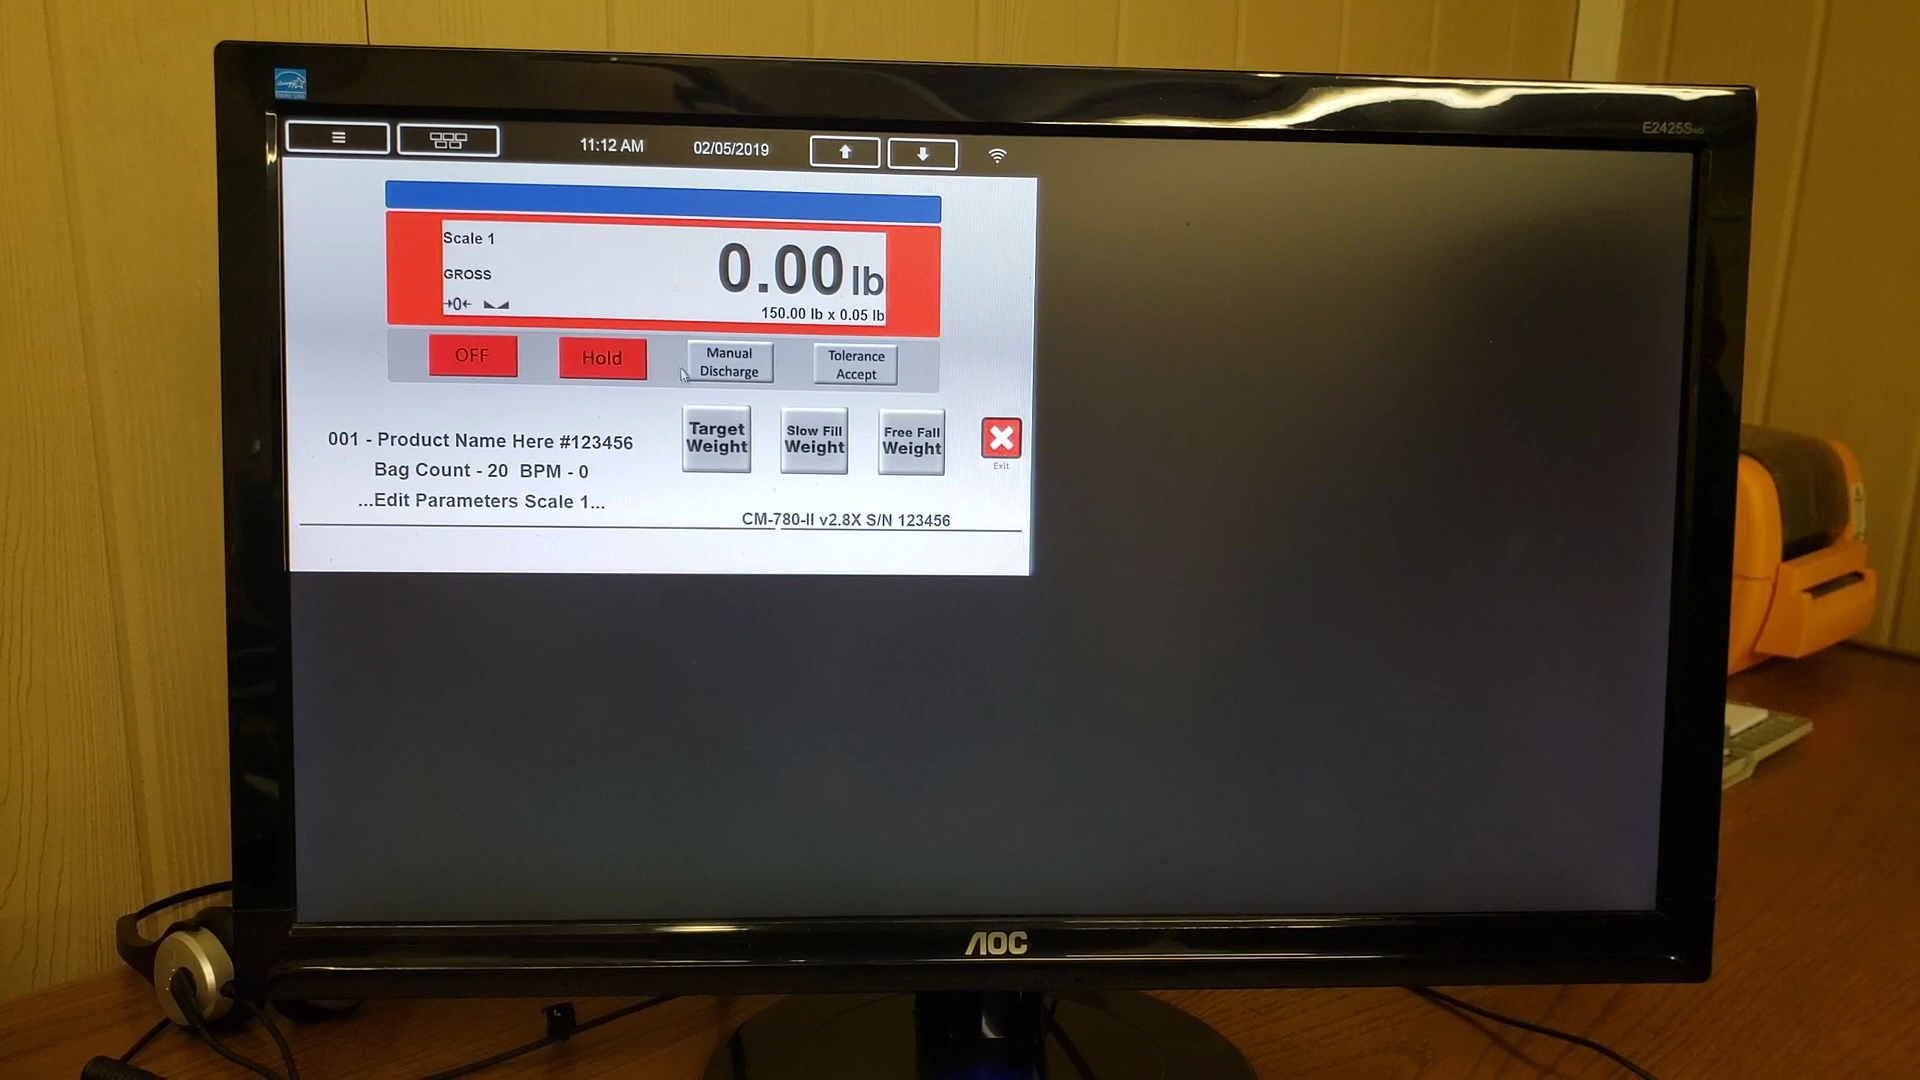 E2425S
11:12 AM
02/05/2019
Scale 1
0.00 lb
GROSS
→0←
150.00 lb x 0.05 lb
OFF
Hold
Manual
Discharge
Tolerance
Accept
Target
Weight
Slow Fill
Weight
Free Fall
Weight
Exit
001 - Product Name Here #123456
Bag Count - 20 BPM - 0
...Edit Parameters Scale 1...
CM-780-II v2.8X S/N 123456
AOC